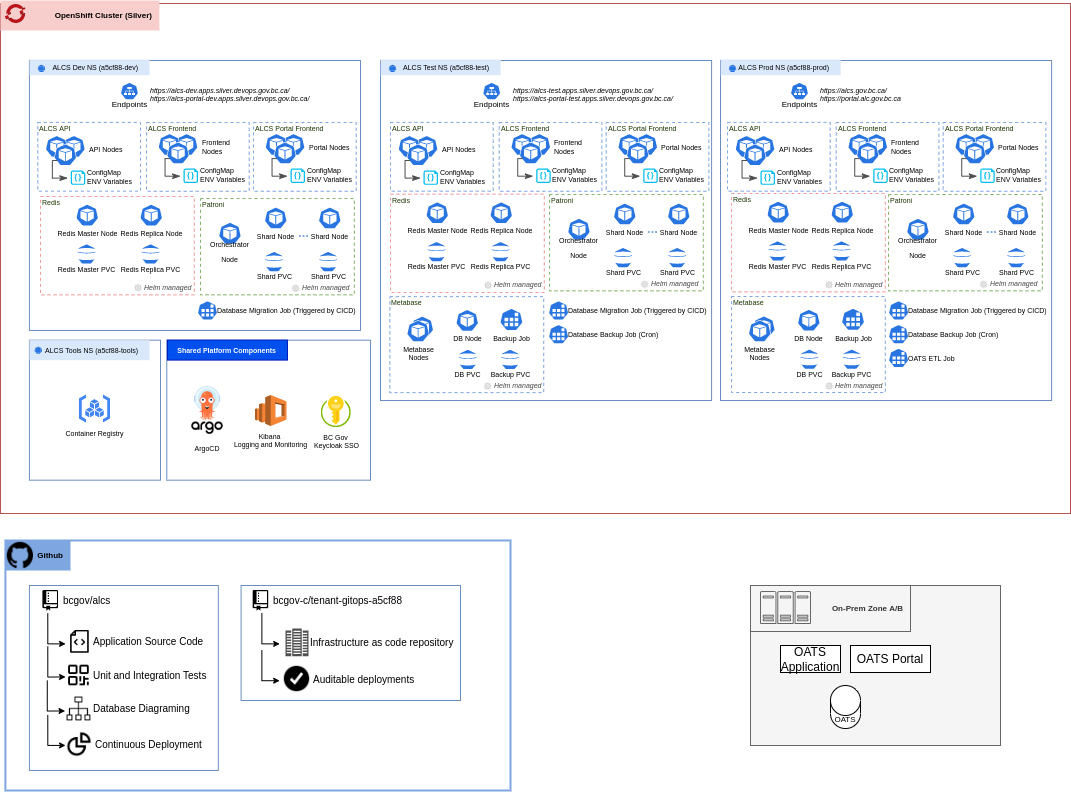 OpenShift Cluster (Silver)
ALCS Dev NS (a5cf88-dev)
Endpoints
https://alcs-dev.apps.silver.devops.gov.bc.ca/
https://alcs-portal-dev.apps.silver.devops.gov.bc.ca/
ALCS API
API Nodes
ConfigMap
ENV Variables
ALCS Frontend
Frontend
Nodes
ConfigMap
ENV Variables
ALCS Portal Frontend
Portal Nodes
ConfigMap
ENV Variables
Redis
Redis Master Node
Redis Replica Node
Redis Master PVC
Redis Replica PVC
Helm managed
Patroni
Orchestrator
Node
Shard Node
Shard Node
Shard PVC
Shard PVC
Helm managed
Database Migration Job (Triggered by CICD)
ALCS Test NS (a5cf88-test)
Endpoints
https://alcs-test.apps.silver.devops.gov.bc.ca/
https://alcs-portal-test.apps.silver.devops.gov.bc.ca/
ALCS API
API Nodes
ConfigMap
ENV Variables
ALCS Frontend
Frontend
Nodes
ConfigMap
ENV Variables
ALCS Portal Frontend
Portal Nodes
ConfigMap
ENV Variables
Redis
Redis Master Node
Redis Replica Node
Redis Master PVC
Redis Replica PVC
Helm managed
Patroni
Orchestrator
Node
Shard Node
Shard Node
Shard PVC
Shard PVC
Helm managed
Metabase
Metabase
Nodes
DB Node
Backup Job
DB PVC
Backup PVC
Helm managed
Database Migration Job (Triggered by CICD)
Database Backup Job (Cron)
ALCS Prod NS (a5cf88-prod)
Endpoints
https://alcs.gov.bc.ca/
https://portal.alc.gov.bc.ca
ALCS API
API Nodes
ConfigMap
ENV Variables
ALCS Frontend
Frontend
Nodes
ConfigMap
ENV Variables
ALCS Portal Frontend
Portal Nodes
ConfigMap
ENV Variables
Redis
Redis Master Node
Redis Replica Node
Redis Master PVC
Redis Replica PVC
Helm managed
Patroni
Orchestrator
Node
Shard Node
Shard Node
Shard PVC
Shard PVC
Helm managed
Metabase
Metabase
Nodes
DB Node
Backup Job
DB PVC
Backup PVC
Helm managed
Database Migration Job (Triggered by CICD)
Database Backup Job (Cron)
OATS ETL Job
ALCS Tools NS (a5cf88-tools)
Container Registry
Shared Platform Components
argo
ArgoCD
Kibana
Logging and Monitoring
BC Gov
Keycloak SSO
Github
bcgov/alcs
Application Source Code
Unit and Integration Tests
Database Diagraming
Continuous Deployment
bcgov-c/tenant-gitops-a5cf88
Infrastructure as code repository
Auditable deployments
On-Prem Zone A/B
OATS
Application
OATS Portal
OATS